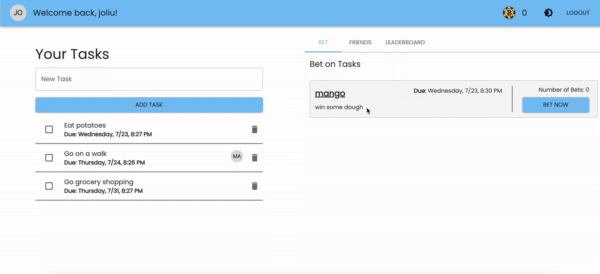 JO Welcome back, joliu! B 0 LOGOUT
Your Tasks
New Task
ADD TASK
Eat potatoes
Due: Wednesday, 7/23, 8:27 PM
Go on a walk
Due: Thursday, 7/24, 8:26 PM
MA
Go grocery shopping
Due: Thursday, 7/31, 8:27 PM
BET FRIENDS LEADERBOARD
Bet on Tasks
mango
Due: Wednesday, 7/23, 8:30 PM
win some dough
Number of Bets: 0
BET NOW